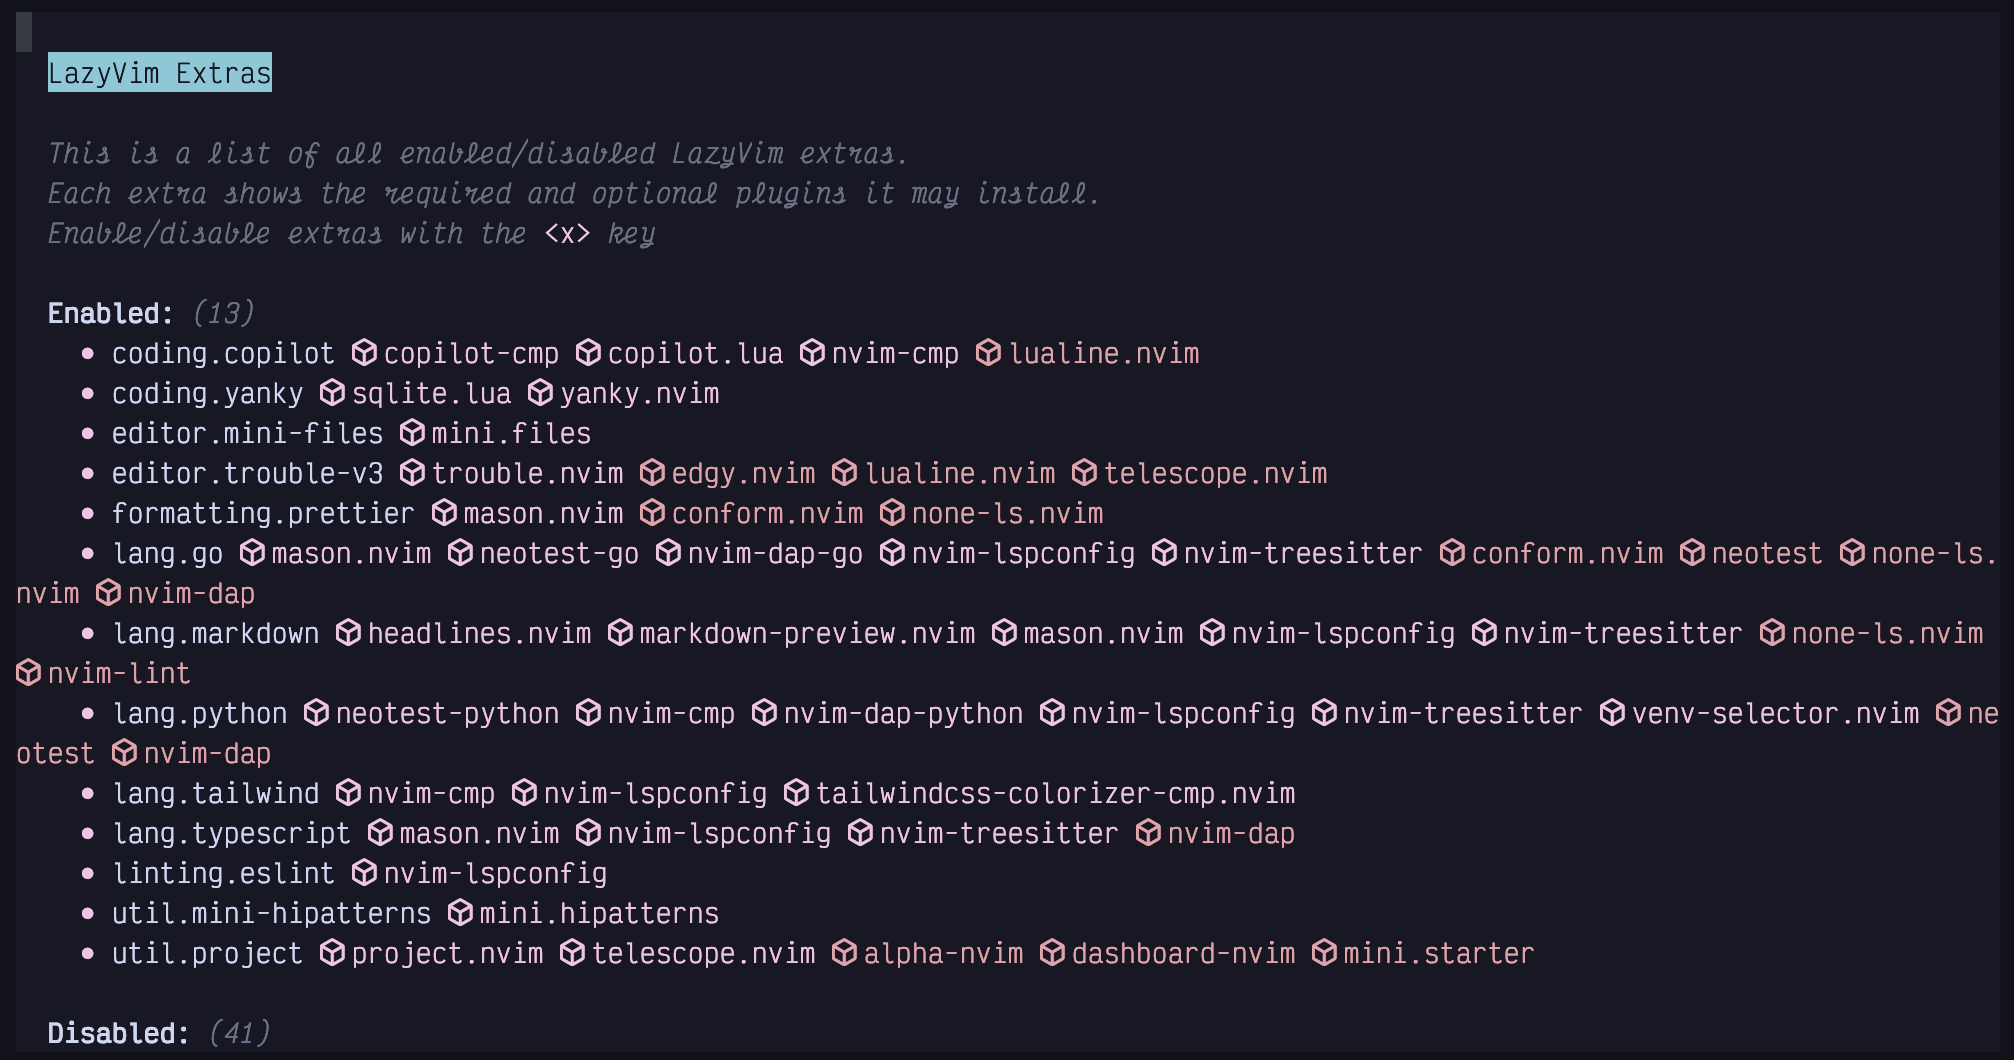 LazyVim Extras
This is a list of all enabled/disabled LazyVim extras.
Each extra shows the required and optional plugins it may install.
Enable/disable extras with the <x> key
Enabled: (13)
● coding.copilot copilot-cmp copilot.lua nvim-cmp lualine.nvim
● coding.yanky sqlite.lua yanky.nvim
● editor.mini-files mini.files
● editor.trouble-v3 trouble.nvim edgy.nvim lualine.nvim telescope.nvim
● formatting.prettier mason.nvim conform.nvim none-ls.nvim
● lang.go mason.nvim neotest-go nvim-dap-go nvim-lspconfig nvim-treesitter conform.nvim neotest none-ls.
nvim nvim-dap
● lang.markdown headlines.nvim markdown-preview.nvim mason.nvim nvim-lspconfig nvim-treesitter none-ls.nvim
nvim-lint
● lang.python neotest-python nvim-cmp nvim-dap-python nvim-lspconfig nvim-treesitter venv-selector.nvim ne
otest nvim-dap
● lang.tailwind nvim-cmp nvim-lspconfig tailwindcss-colorizer-cmp.nvim
● lang.typescript mason.nvim nvim-lspconfig nvim-treesitter nvim-dap
● linting.eslint nvim-lspconfig
● util.mini-hipatterns mini.hipatterns
● util.project project.nvim telescope.nvim alpha-nvim dashboard-nvim mini.starter
Disabled: (41)